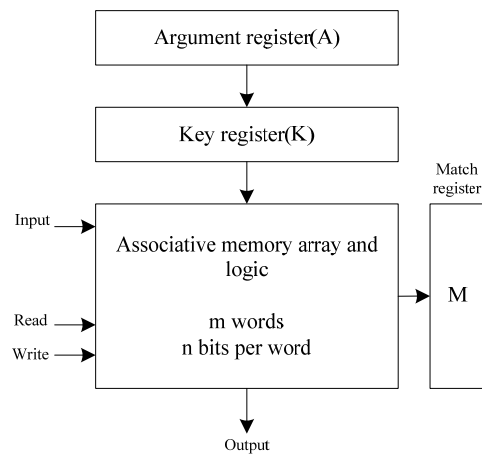 Argument register(A)
Key register(K)
Match
register
Input
Associative memory array and
logic
M
m words
Read
n bits per word
Write
Output